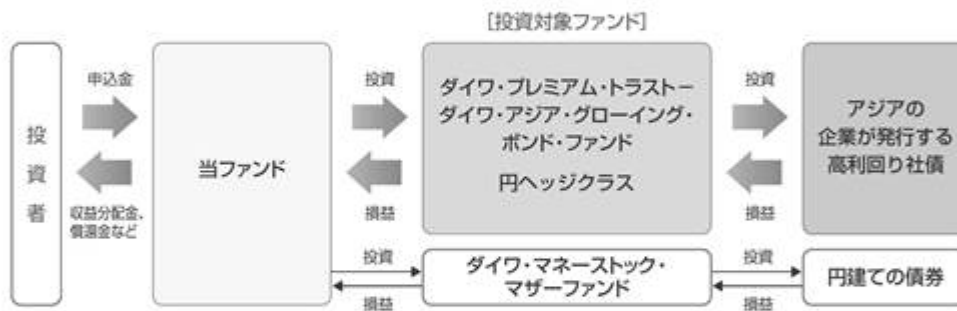 [投資対象ファンド]
投資者
申込金
収益分配金、
償還金など
当ファンド
投資
損益
ダイワ・プレミアム・トラスト－
ダイワ・アジア・グローイング・
ボンド・ファンド
円ヘッジクラス
投資
損益
アジアの
企業が発行する
高利回り社債
投資
損益
ダイワ・マネーストック・
マザーファンド
投資
損益
円建ての債券